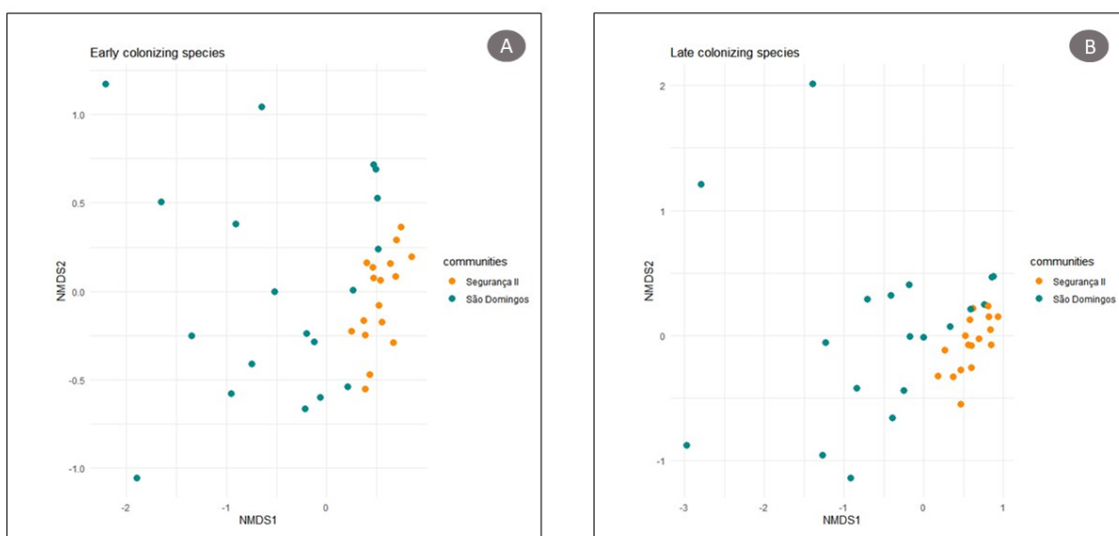 A
Early colonizing species
1.0
0.5
0.0
-0.5
-1.0
NMDS2
-2
-1
0
NMDS1
communities
Segurança II
São Domingos
B
Late colonizing species
2
1
0
-1
NMDS2
-3
-2
-1
0
1
NMDS1
communities
Segurança II
São Domingos